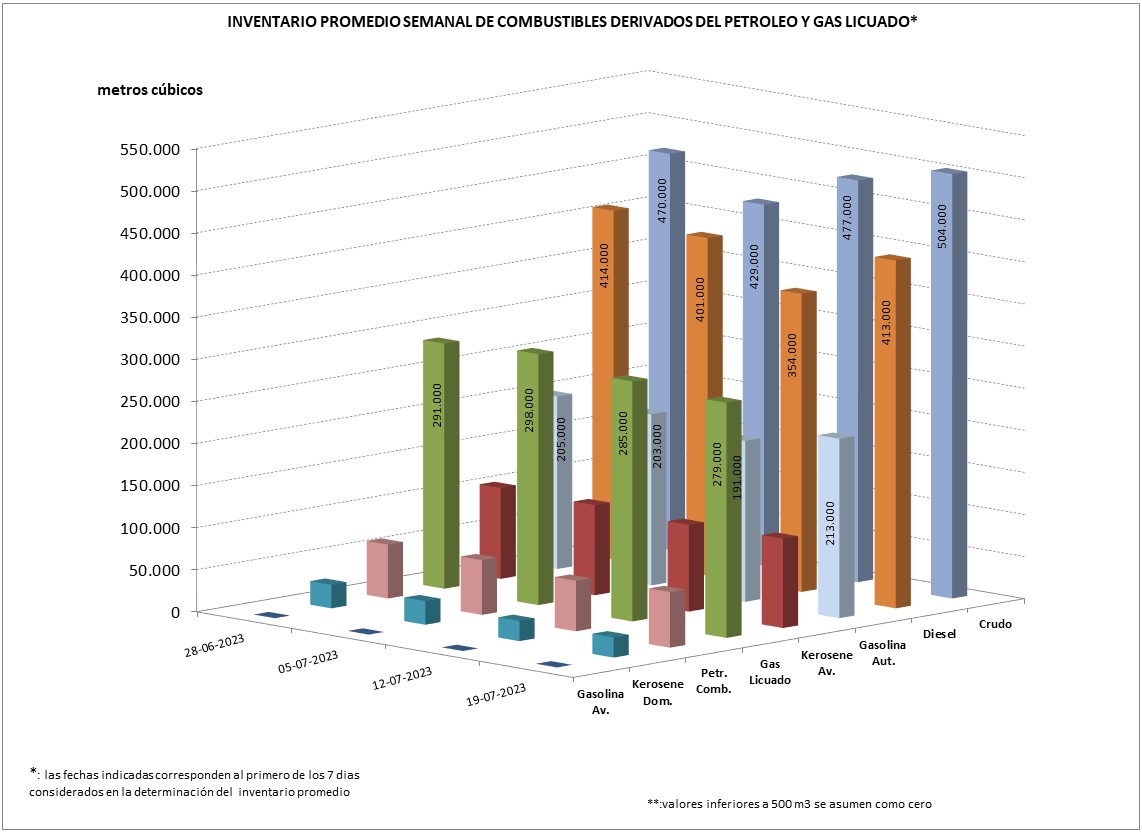 INVENTARIO PROMEDIO SEMANAL DE COMBUSTIBLES DERIVADOS DEL PETROLEO Y GAS LICUADO*
metros cúbicos
550.000
500.000
450.000
400.000
350.000
300.000
250.000
200.000
150.000
100.000
50.000
0
470.000
429.000
477.000
504.000
414.000
401.000
354.000
413.000
205.000
203.000
191.000
213.000
291.000
298.000
285.000
279.000
28-06-2023
05-07-2023
12-07-2023
19-07-2023
Gasolina
Av.
Kerosene
Dom.
Petr.
Comb.
Gas
Licuado
Kerosene
Av.
Gasolina
Aut.
Diesel
Crudo
*: las fechas indicadas corresponden al primero de los 7 dias
considerados en la determinación del inventario promedio
**:valores inferiores a 500 m3 se asumen como cero